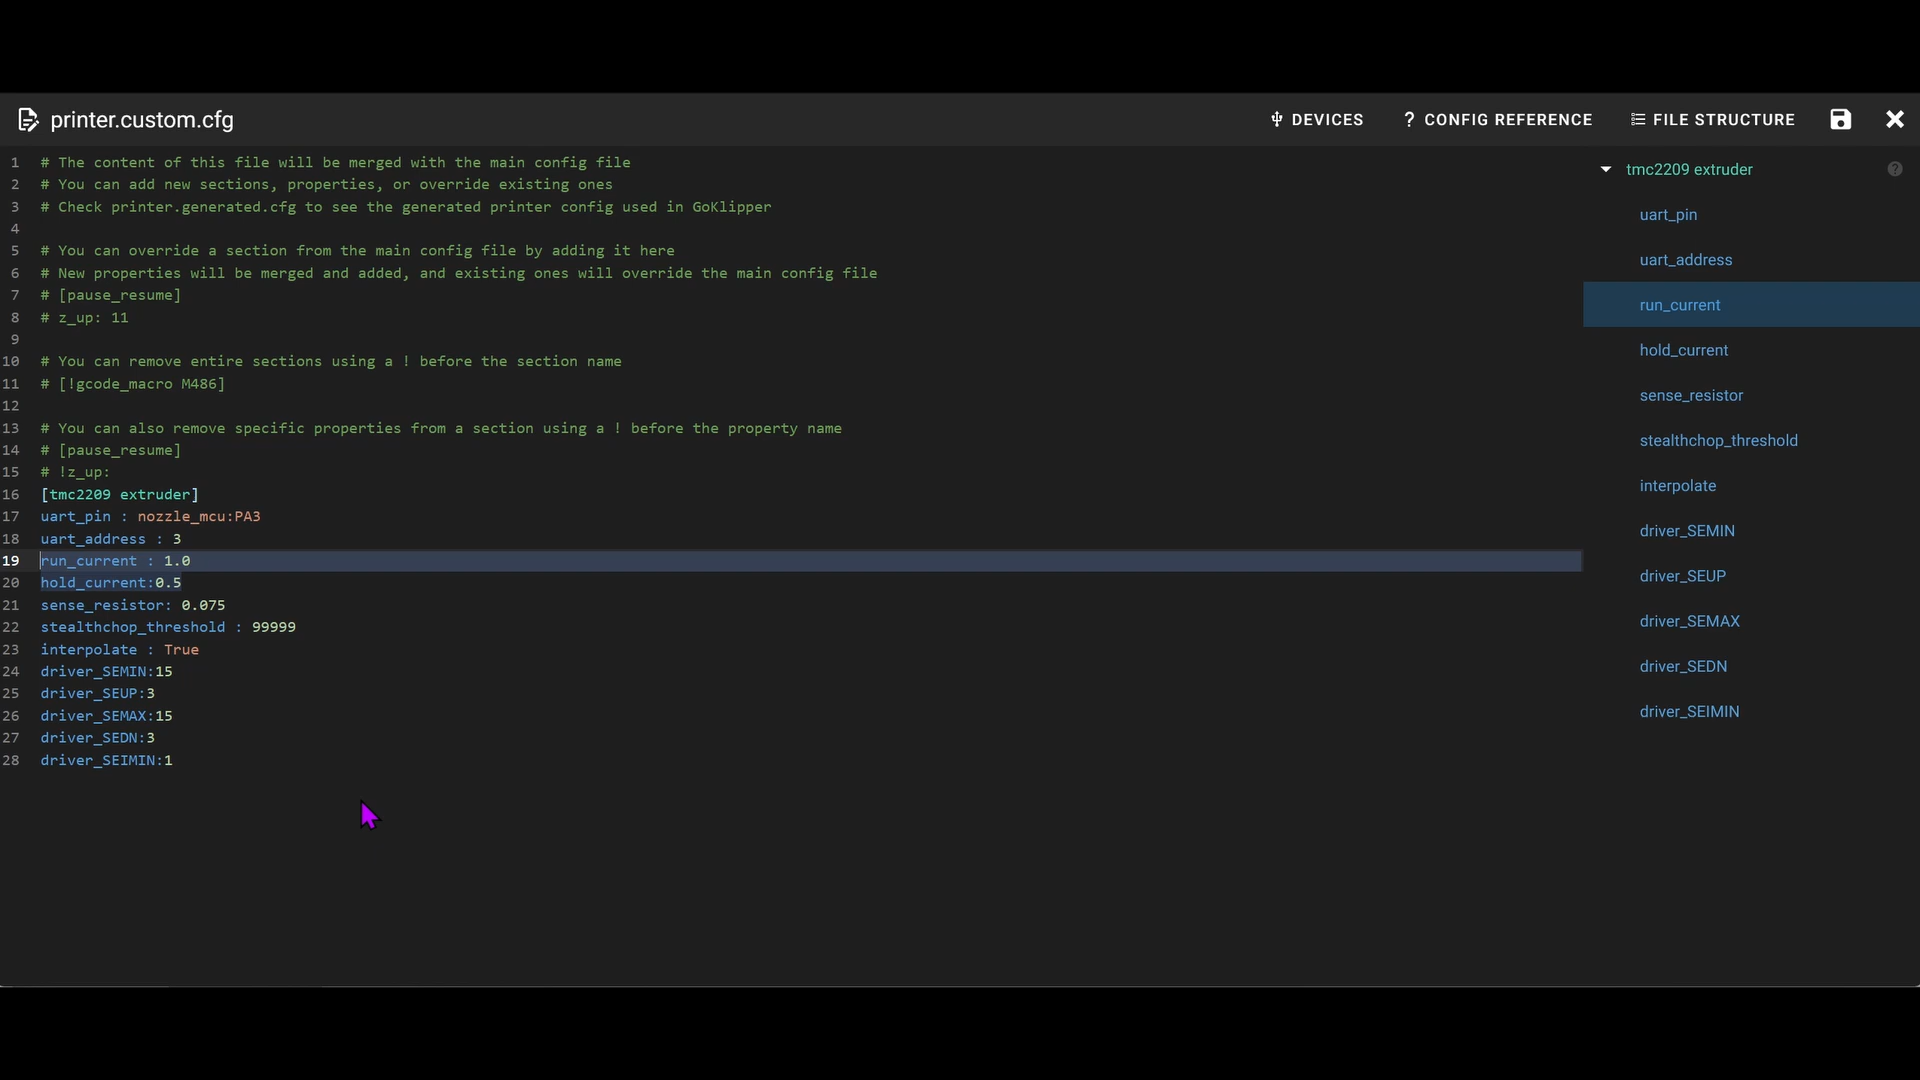 printer.custom.cfg
DEVICES
? CONFIG REFERENCE
FILE STRUCTURE
1 # The content of this file will be merged with the main config file
2 # You can add new sections, properties, or override existing ones
3 # Check printer.generated.cfg to see the generated printer config used in GoKlipper
4
5 # You can override a section from the main config file by adding it here
6 # New properties will be merged and added, and existing ones will override the main config file
7 # [pause_resume]
8 # z_up: 11
9
10 # You can remove entire sections using a ! before the section name
11 # [!gcode_macro M486]
12
13 # You can also remove specific properties from a section using a ! before the property name
14 # [pause_resume]
15 # !z_up:
16 [tmc2209 extruder]
17 uart_pin : nozzle_mcu:PA3
18 uart_address : 3
19 run_current : 1.0
20 hold_current:0.5
21 sense_resistor: 0.075
22 stealthchop_threshold : 99999
23 interpolate : True
24 driver_SEMIN:15
25 driver_SEUP:3
26 driver_SEMAX:15
27 driver_SEDN:3
28 driver_SEIMIN:1
tmc2209 extruder ?
uart_pin
uart_address
run_current
hold_current
sense_resistor
stealthchop_threshold
interpolate
driver_SEMIN
driver_SEUP
driver_SEMAX
driver_SEDN
driver_SEIMIN